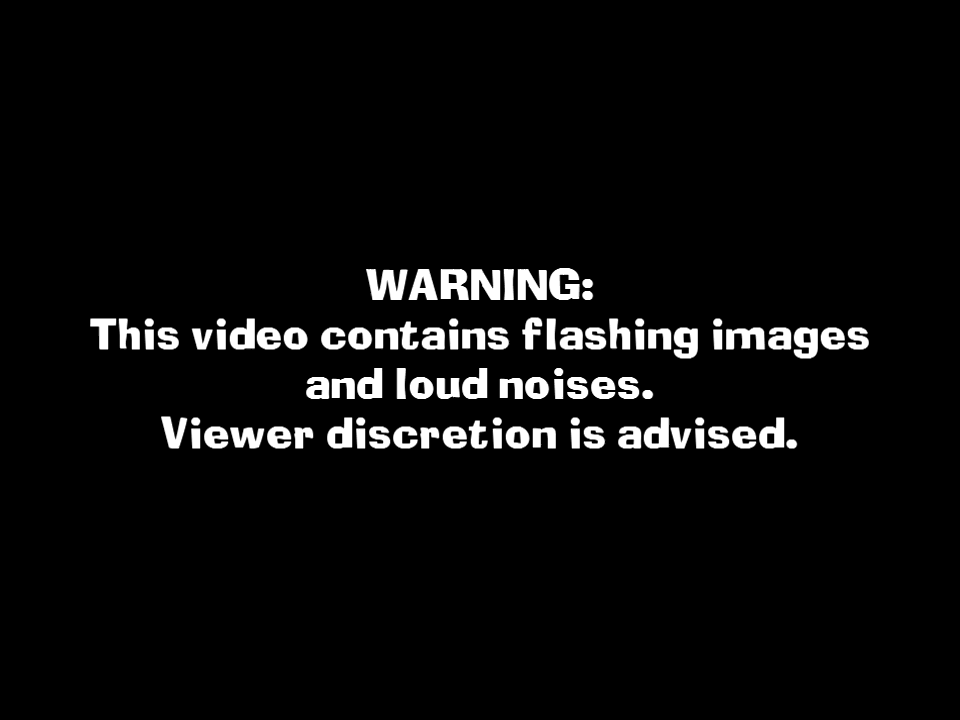 WARNING:
This video contains flashing images
and loud noises.
Viewer discretion is advised.